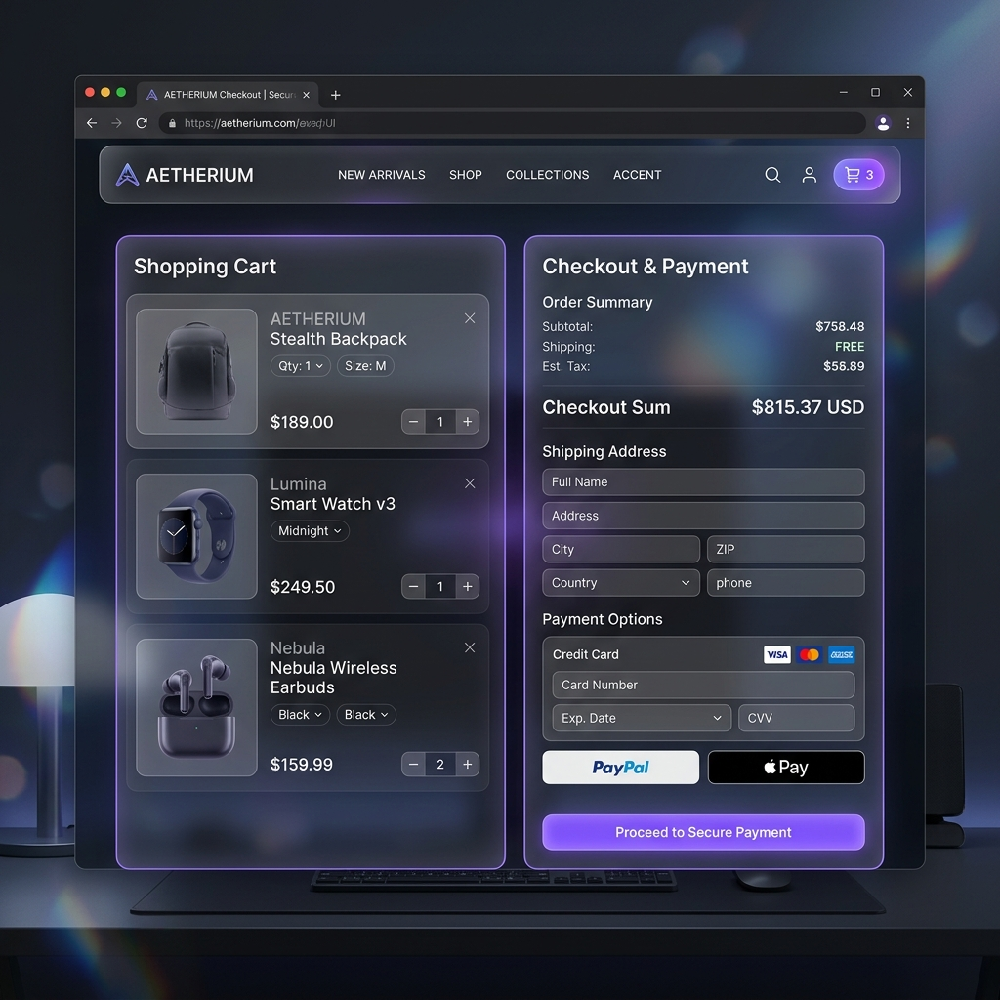 AETHERIUM Checkout | Secur
https://aetherium.com/
AETHERIUM
NEW ARRIVALS
SHOP
COLLECTIONS
ACCENT
3
Shopping Cart
AETHERIUM
Stealth Backpack
Qty: 1
Size: M
$189.00
− 1 +
Lumina
Smart Watch v3
Midnight
$249.50
− 1 +
Nebula
Nebula Wireless
Earbuds
Black
Black
$159.99
− 2 +
Checkout & Payment
Order Summary
Subtotal: $758.48
Shipping: FREE
Est. Tax: $56.89
Checkout Sum $815.37 USD
Shipping Address
Full Name
Address
City
ZIP
Country
phone
Payment Options
Credit Card
VISA
Card Number
Exp. Date
CVV
PayPal
Pay
Proceed to Secure Payment